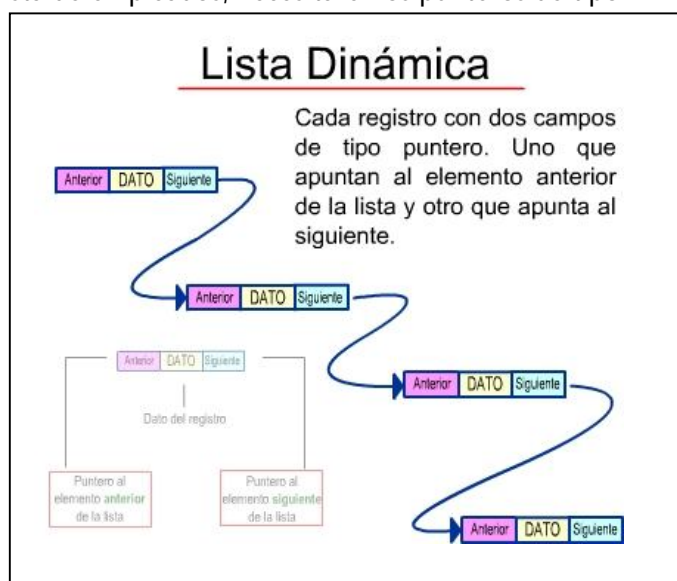 Lista Dinámica
Cada registro con dos campos
de tipo puntero. Uno que
apuntan al elemento anterior
de la lista y otro que apunta al
siguiente.
Anterior DATO Siguiente
Anterior DATO Siguiente
Anterior DATO Siguiente
Dato del registro
Puntero al
elemento anterior
de la lista
Puntero al
elemento siguiente
de la lista
Anterior DATO Siguiente
Anterior DATO Siguiente